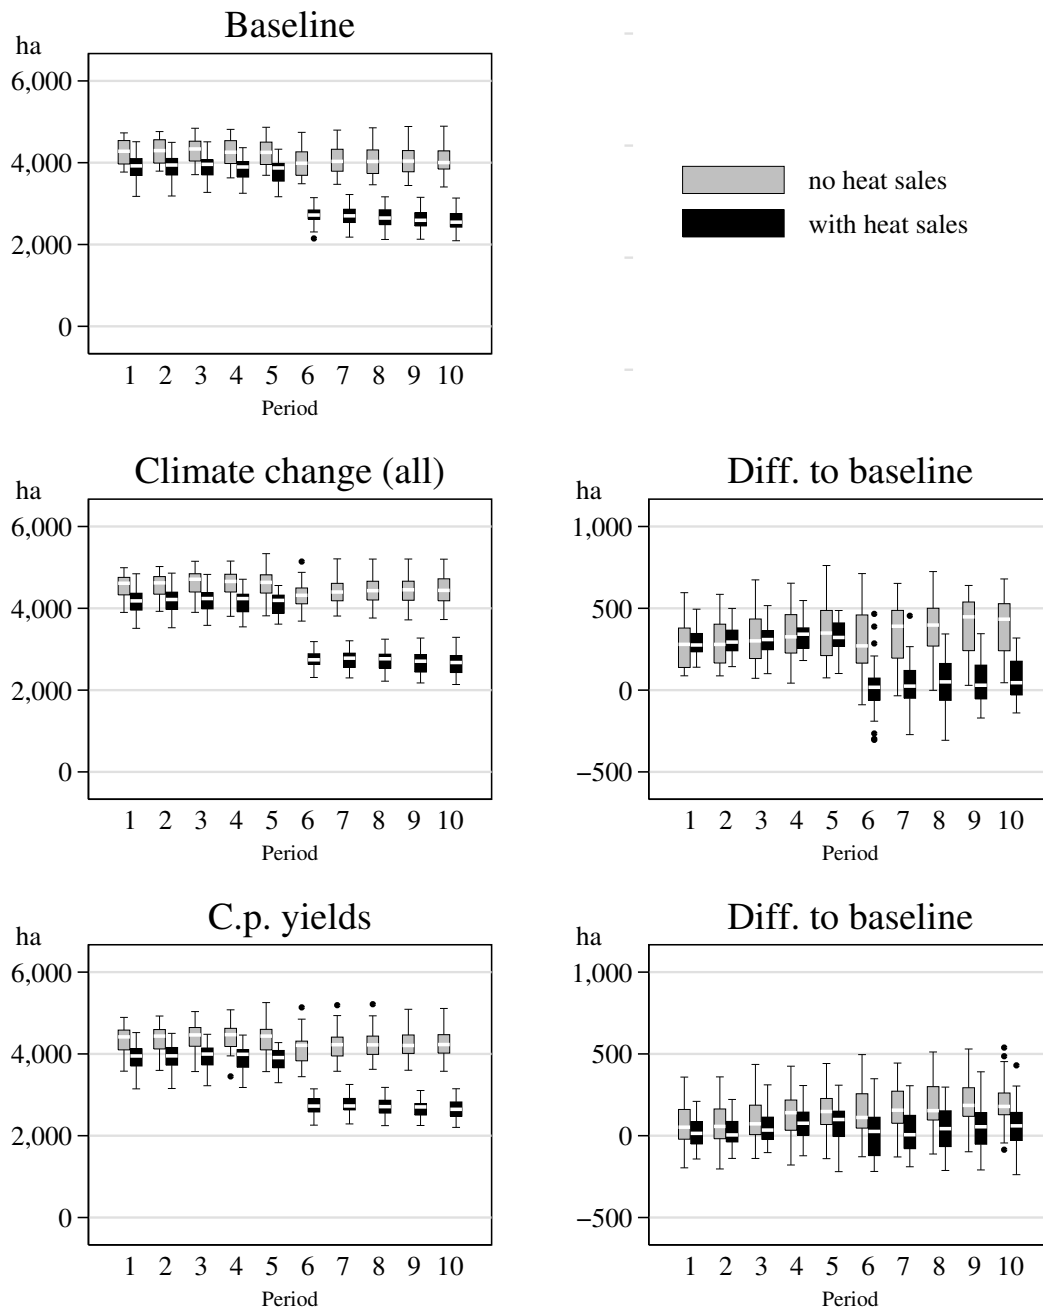 Baseline
ha
6,000
4,000
2,000
0
1 2 3 4 5 6 7 8 9 10
Period
no heat sales
with heat sales
Climate change (all)
ha
6,000
4,000
2,000
0
1 2 3 4 5 6 7 8 9 10
Period
Diff. to baseline
ha
1,000
500
0
−500
1 2 3 4 5 6 7 8 9 10
Period
C.p. yields
ha
6,000
4,000
2,000
0
1 2 3 4 5 6 7 8 9 10
Period
Diff. to baseline
ha
1,000
500
0
−500
1 2 3 4 5 6 7 8 9 10
Period